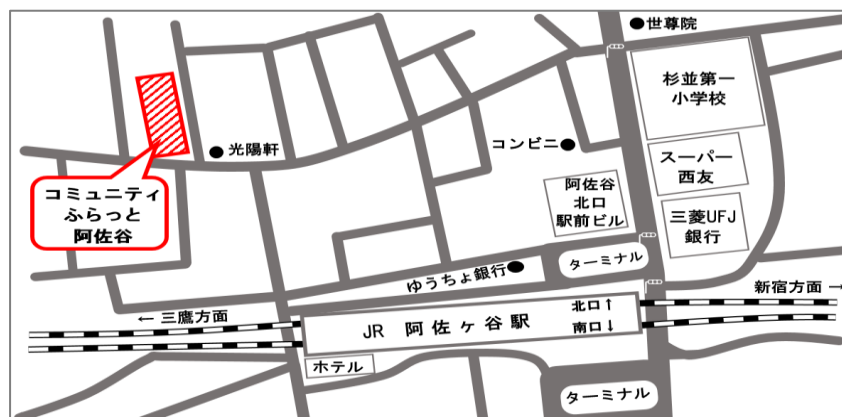 世尊院
杉並第一
小学校
光陽軒
コンビニ
スーパー
西友
コミュニティ
ふらっと
阿佐谷
阿佐谷
北口
駅前ビル
三菱UFJ
銀行
ゆうちょ銀行
ターミナル
新宿方面 →
← 三鷹方面
JR 阿佐ヶ谷駅
北口↑
南口↓
ホテル
ターミナル